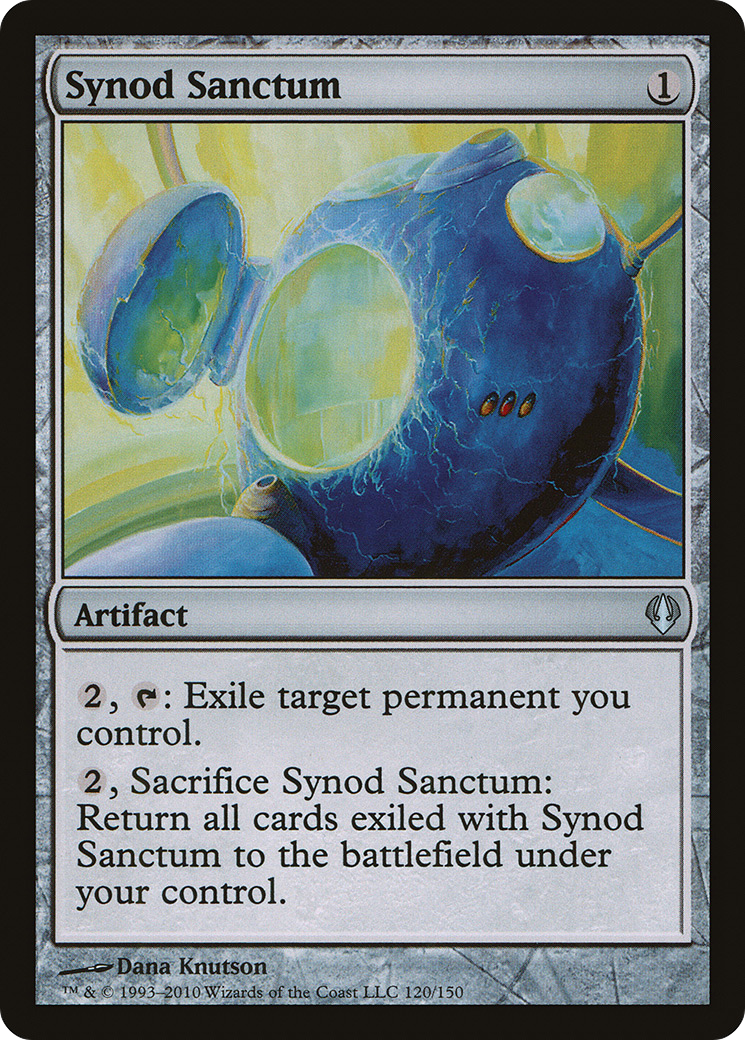 Synod Sanctum 1
Artifact
2, T: Exile target permanent you
control.
2, Sacrifice Synod Sanctum:
Return all cards exiled with Synod
Sanctum to the battlefield under
your control.
Dana Knutson
™ & © 1993–2010 Wizards of the Coast LLC 120/150